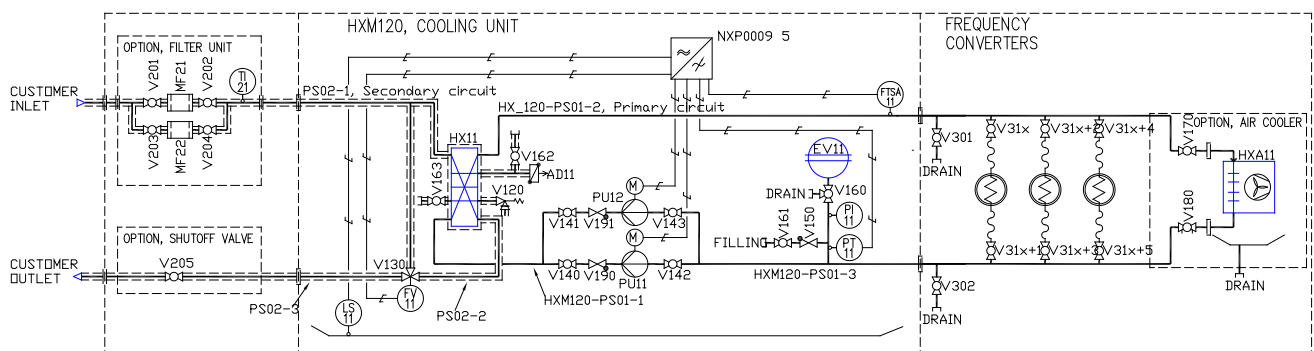 HXM120, COOLING UNIT
FREQUENCY
CONVERTERS
NXP0009 5
OPTION, FILTER UNIT
V201
MF21
V202
TI
21
CUSTOMER
INLET
V203
MF22
V204
PS02-1, Secondary circuit
HX_120-PS01-2, Primary circuit
FTSA
11
HX11
V162
AD11
V163
V120
EV11
V160
DRAIN
PI
11
PT
11
V161
V150
FILLING
HXM120-PS01-3
M
PU12
V141
V191
V143
M
PU11
V140
V190
V142
HXM120-PS01-1
V301
DRAIN
V31x
V31x+2
V31x+4
V31x+1
V31x+3
V31x+5
V302
DRAIN
OPTION, AIR COOLER
V170
HXA11
V180
DRAIN
OPTION, SHUTOFF VALVE
V205
CUSTOMER
OUTLET
V130
FV
11
PS02-3
PS02-2
LS
11